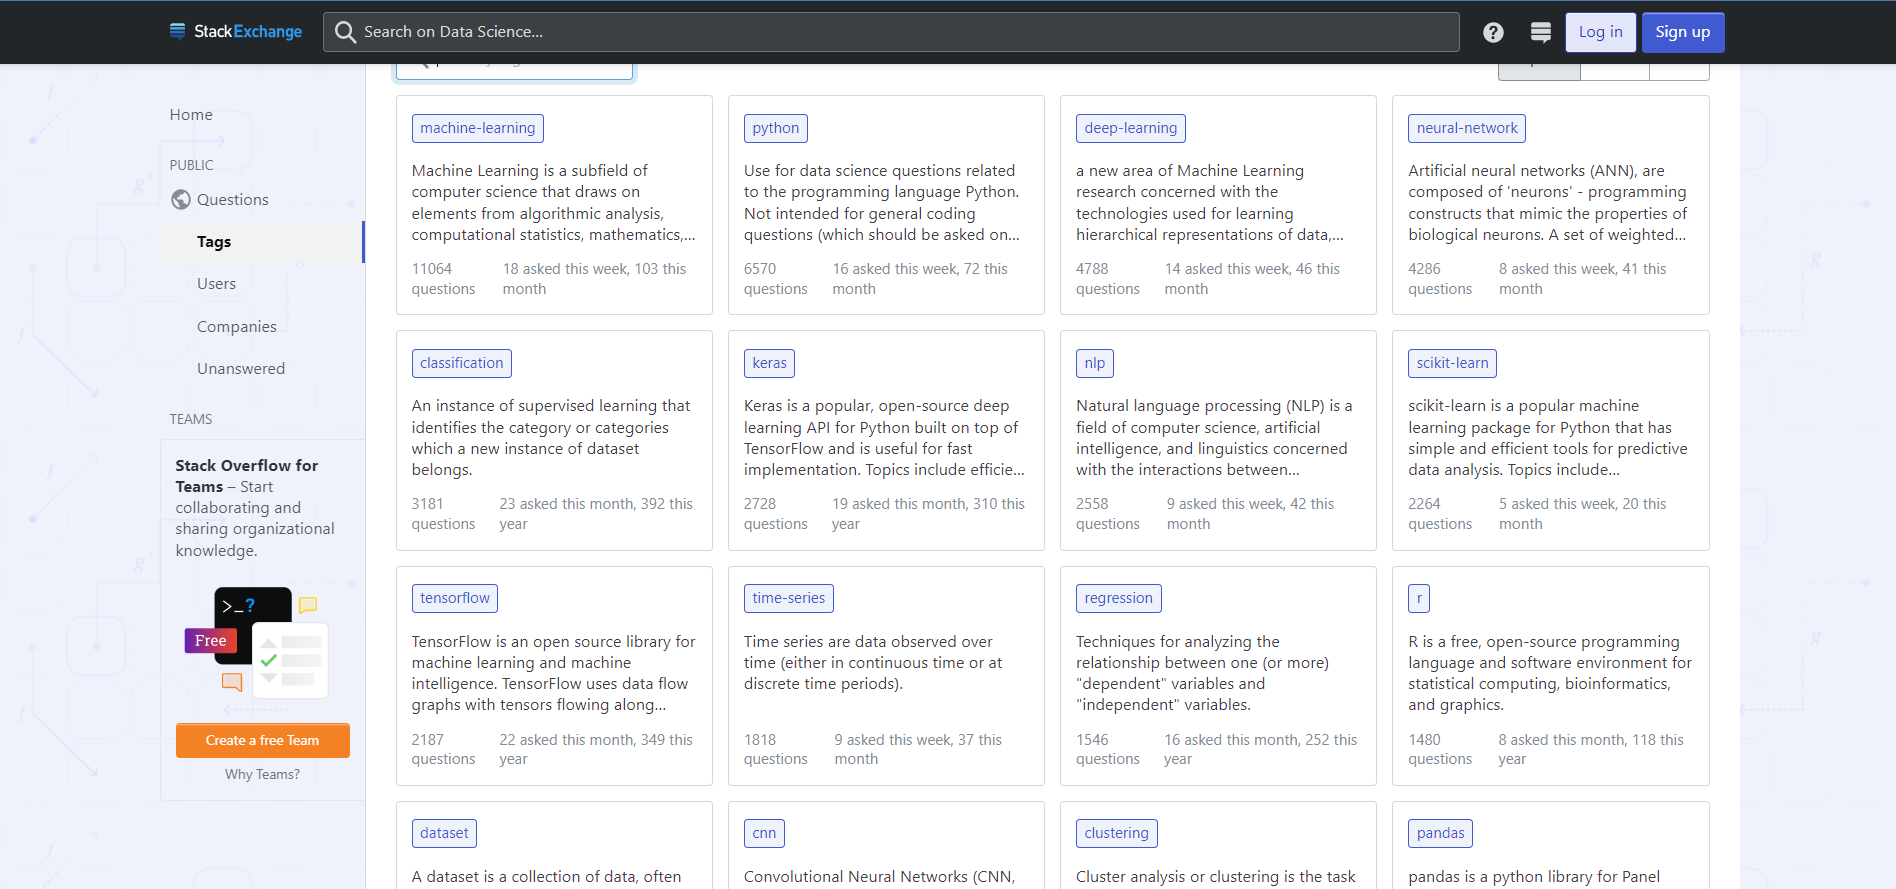 StackExchange
Search on Data Science...
Log in
Sign up
Home
PUBLIC
Questions
Tags
Users
Companies
Unanswered
TEAMS
Stack Overflow for
Teams – Start
collaborating and
sharing organizational
knowledge.
>_?
Free
Create a free Team
Why Teams?
machine-learning
Machine Learning is a subfield of
computer science that draws on
elements from algorithmic analysis,
computational statistics, mathematics,...
11064
questions
18 asked this week, 103 this
month
python
Use for data science questions related
to the programming language Python.
Not intended for general coding
questions (which should be asked on...
6570
questions
16 asked this week, 72 this
month
deep-learning
a new area of Machine Learning
research concerned with the
technologies used for learning
hierarchical representations of data,...
4788
questions
14 asked this week, 46 this
month
neural-network
Artificial neural networks (ANN), are
composed of 'neurons' - programming
constructs that mimic the properties of
biological neurons. A set of weighted...
4286
questions
8 asked this week, 41 this
month
classification
An instance of supervised learning that
identifies the category or categories
which a new instance of dataset
belongs.
3181
questions
23 asked this month, 392 this
year
keras
Keras is a popular, open-source deep
learning API for Python built on top of
TensorFlow and is useful for fast
implementation. Topics include efficie...
2728
questions
19 asked this month, 310 this
year
nlp
Natural language processing (NLP) is a
field of computer science, artificial
intelligence, and linguistics concerned
with the interactions between...
2558
questions
9 asked this week, 42 this
month
scikit-learn
scikit-learn is a popular machine
learning package for Python that has
simple and efficient tools for predictive
data analysis. Topics include...
2264
questions
5 asked this week, 20 this
month
tensorflow
TensorFlow is an open source library for
machine learning and machine
intelligence. TensorFlow uses data flow
graphs with tensors flowing along...
2187
questions
22 asked this month, 349 this
year
time-series
Time series are data observed over
time (either in continuous time or at
discrete time periods).
1818
questions
9 asked this week, 37 this
month
regression
Techniques for analyzing the
relationship between one (or more)
"dependent" variables and
"independent" variables.
1546
questions
16 asked this month, 252 this
year
r
R is a free, open-source programming
language and software environment for
statistical computing, bioinformatics,
and graphics.
1480
questions
8 asked this month, 118 this
year
dataset
A dataset is a collection of data, often
cnn
Convolutional Neural Networks (CNN,
clustering
Cluster analysis or clustering is the task
pandas
pandas is a python library for Panel